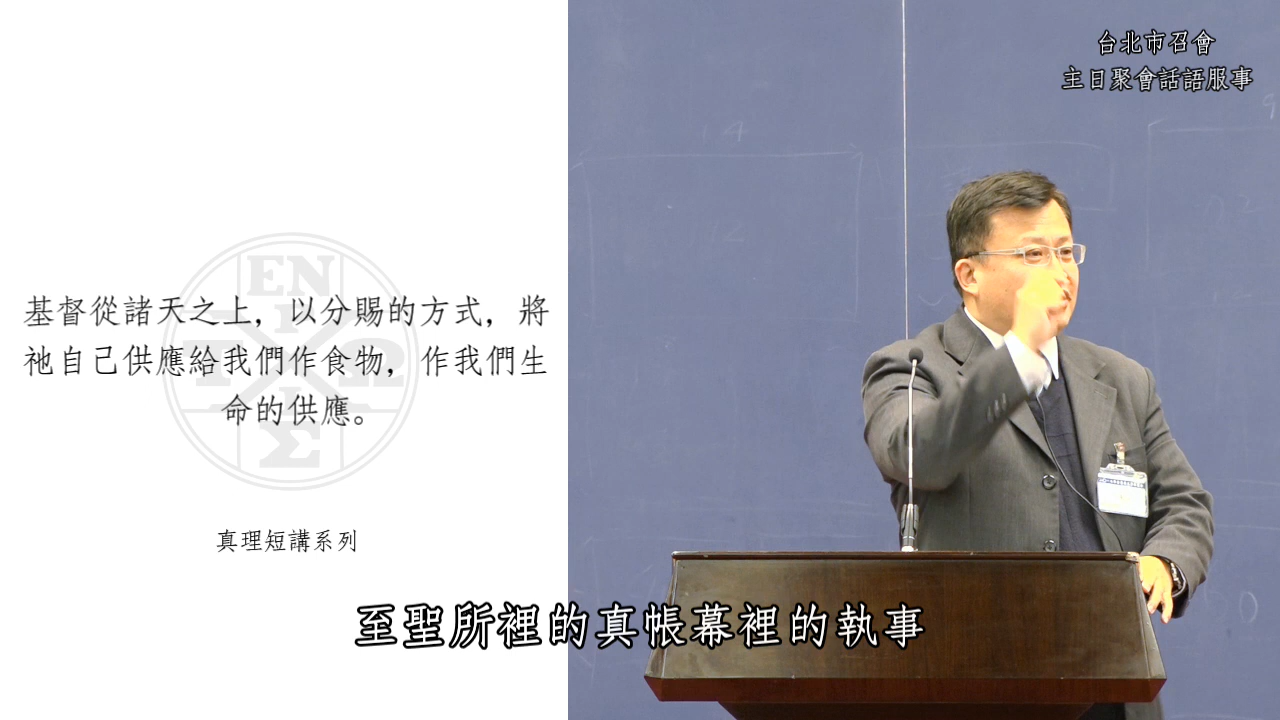 台北市召會
主日聚會話語服事
EN
基督從諸天之上，以分賜的方式，將
祂自己供應給我們作食物，作我們生
命的供應。
真理短講系列
至聖所裡的真帳幕裡的執事